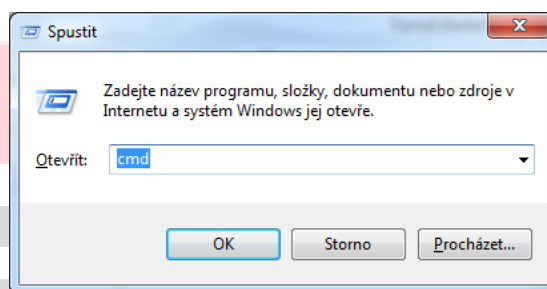 Spustit
Zadejte název programu, složky, dokumentu nebo zdroje v
Internetu a systém Windows jej otevře.
Otevřít:
cmd
OK
Storno
Procházet...